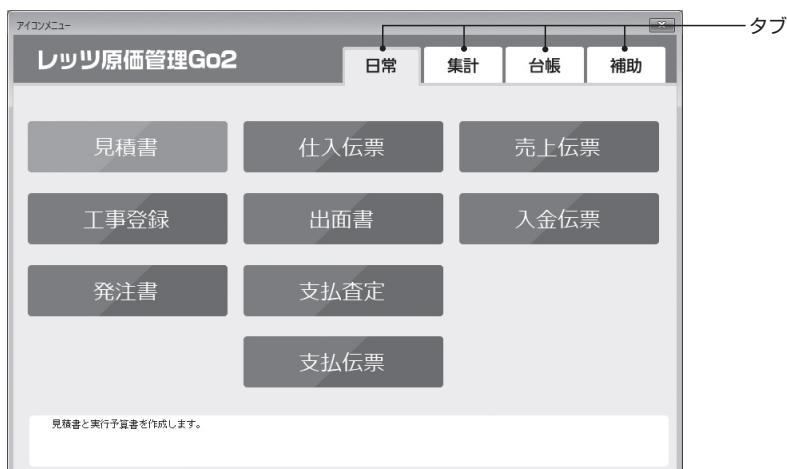 アイコンメニュー
タブ
レッツ原価管理Go2
日常 集計 台帳 補助
見積書 仕入伝票 売上伝票
工事登録 出面書 入金伝票
発注書 支払査定
支払伝票
見積書と実行予算書を作成します。